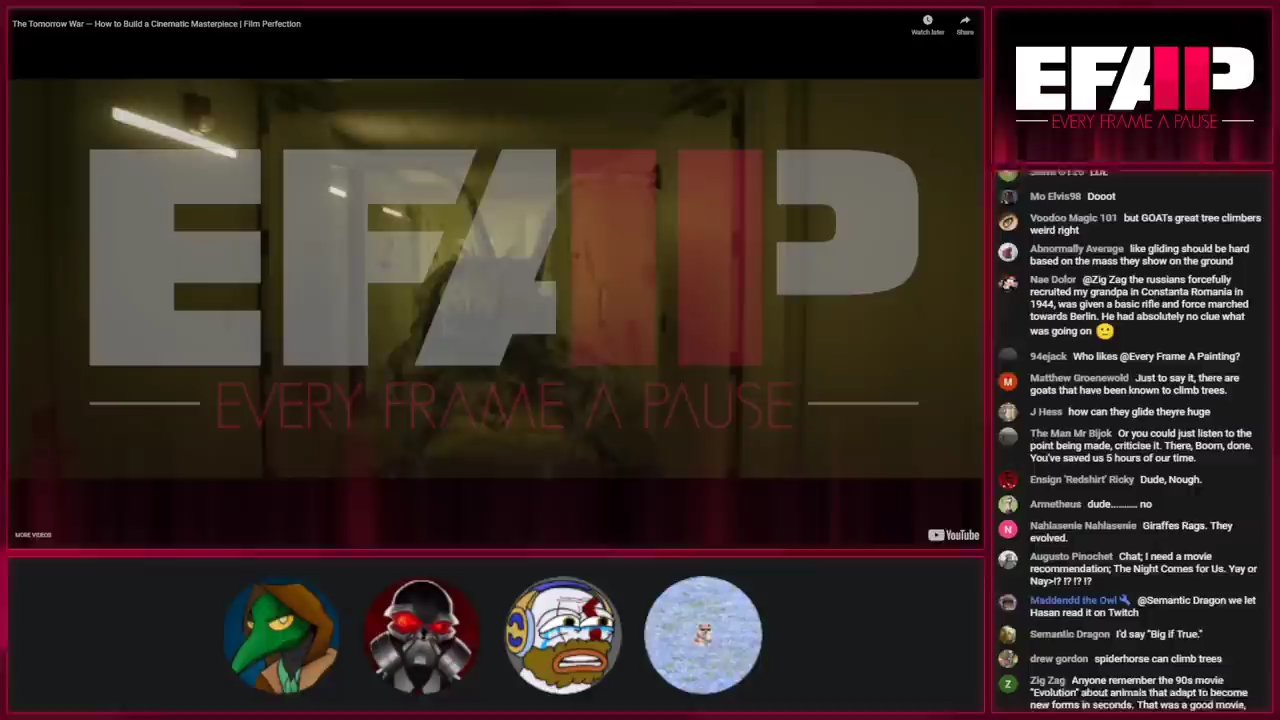 The Tomorrow War — How to Build a Cinematic Masterpiece | Film Perfection
Watch later
Share
EFAP
EVERY FRAME A PAUSE
MORE VIDEOS
YouTube
EFAP
EVERY FRAME A PAUSE
Mo Elvis98 Dooot
Voodoo Magic 101 but GOATs great tree climbers
weird right
Abnormally Average like gliding should be hard
based on the mass they show on the ground
Nae Dolor @Zig Zag the russians forcefully
recruited my grandpa in Constanta Romania in
1944, was given a basic rifle and force marched
towards Berlin. He had absolutely no clue what
was going on 🙂
94ejack Who likes @Every Frame A Painting?
Matthew Groenewold Just to say it, there are
goats that have been known to climb trees.
J Hess how can they glide theyre huge
The Man Mr Bijok Or you could just listen to the
point being made, criticise it. There, Boom, done.
You've saved us 5 hours of our time.
Ensign 'Redshirt' Ricky Dude, Nough.
Armetheus dude........... no
Nahlasenie Nahlasenie Giraffes Rags. They
evolved.
Augusto Pinochet Chat; I need a movie
recommendation; The Night Comes for Us. Yay or
Nay>!? !? !? !?
Maddendd the Owl @Semantic Dragon we let
Hasan read it on Twitch
Semantic Dragon I'd say "Big if True."
drew gordon spiderhorse can climb trees
Zig Zag Anyone remember the 90s movie
"Evolution" about animals that adapt to become
new forms in seconds. That was a good movie,